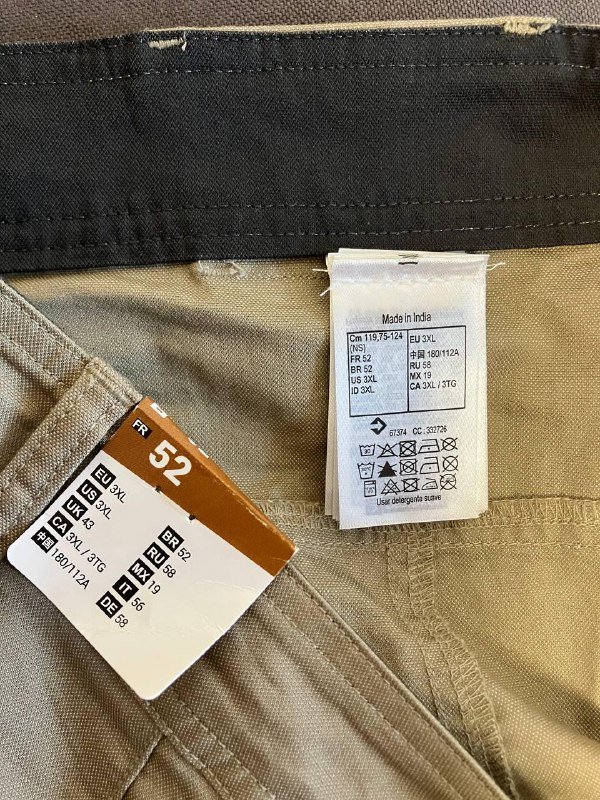 Made in India
Cm 119,75-124
(NS)
FR 52
BR 52
US 3XL
ID 3XL
EU 3XL
中国 180/112A
RU 58
MX 19
CA 3XL / 3TG
67374 CC : 332726
Usar detergente suave
FR 52
EU 3XL
US 3XL
UK 43
CA 3XL / 3TG
中国 180/112A
BR 52
RU 58
MX 19
IT 56
DE 58